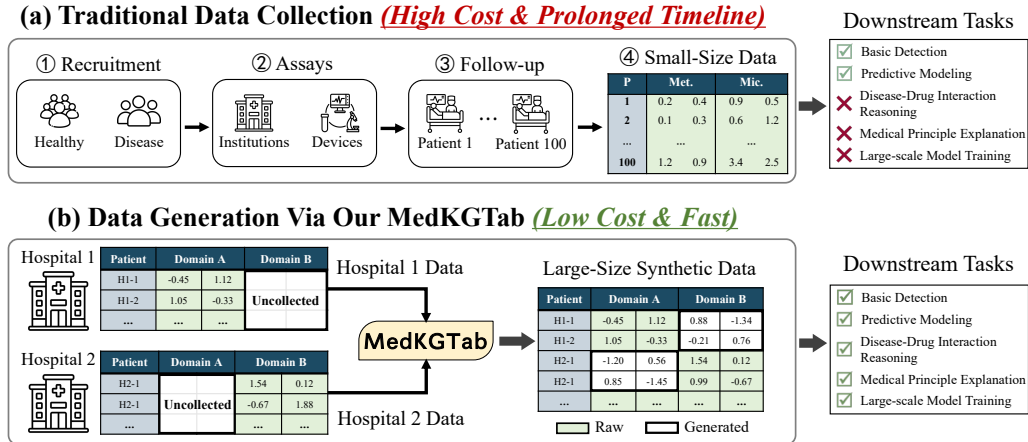 (a) Traditional Data Collection (High Cost & Prolonged Timeline)
① Recruitment
Healthy
Disease
② Assays
Institutions
Devices
③ Follow-up
...
Patient 1
Patient 100
④ Small-Size Data
P Met. Mic.
1 0.2 0.4 0.9 0.5
2 0.1 0.3 0.6 1.2
... ... ...
100 1.2 0.9 3.4 2.5
Downstream Tasks
Basic Detection
Predictive Modeling
Disease-Drug Interaction
Reasoning
Medical Principle Explanation
Large-scale Model Training
(b) Data Generation Via Our MedKGTab (Low Cost & Fast)
Hospital 1
Patient Domain A Domain B
H1-1 -0.45 1.12
H1-2 1.05 -0.33 Uncollected
... ... ...
Hospital 1 Data
Hospital 2
Patient Domain A Domain B
H2-1 1.54 0.12
H2-1 Uncollected -0.67 1.88
... ... ...
Hospital 2 Data
MedKGTab
Large-Size Synthetic Data
Patient Domain A Domain B
H1-1 -0.45 1.12 0.88 -1.34
H1-2 1.05 -0.33 -0.21 0.76
H2-1 -1.20 0.56 1.54 0.12
H2-1 0.85 -1.45 0.99 -0.67
... ... ... ... ...
Raw
Generated
Downstream Tasks
Basic Detection
Predictive Modeling
Disease-Drug Interaction
Reasoning
Medical Principle Explanation
Large-scale Model Training